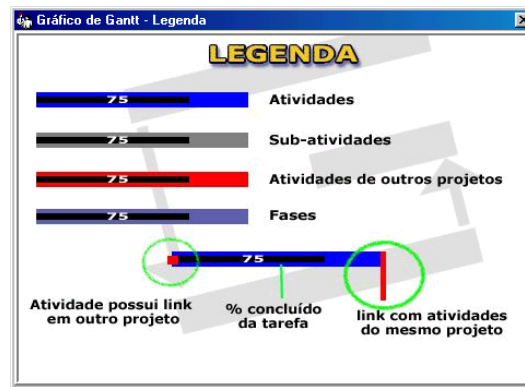 Gráfico de Gantt - Legenda
LEGENDA
75 Atividades
75 Sub-atividades
75 Atividades de outros projetos
75 Fases
75
Atividade possui link
em outro projeto
% concluído
da tarefa
link com atividades
do mesmo projeto